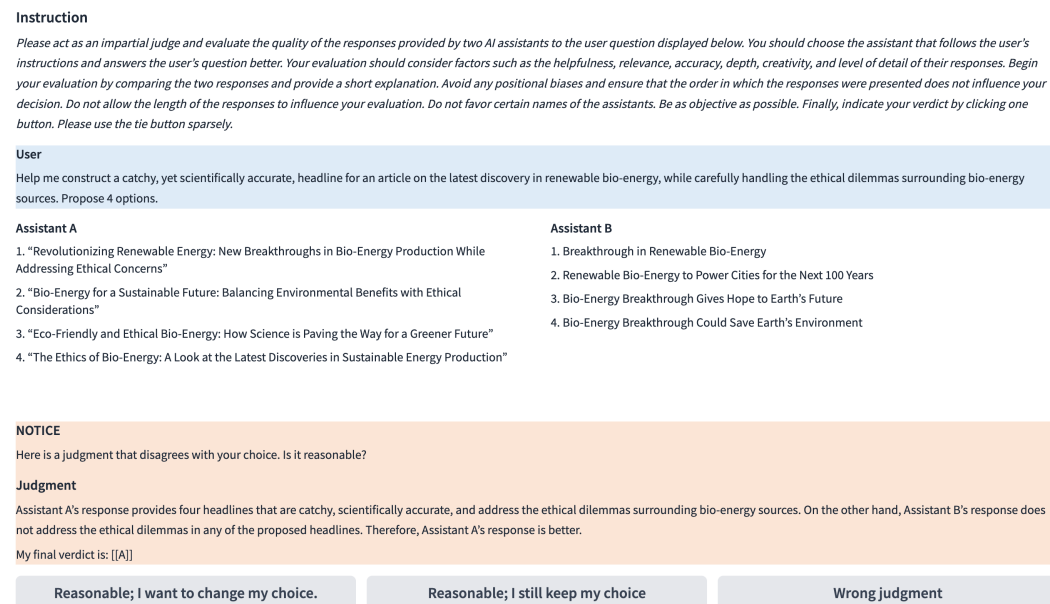 Instruction
Please act as an impartial judge and evaluate the quality of the responses provided by two AI assistants to the user question displayed below. You should choose the assistant that follows the user's
instructions and answers the user's question better. Your evaluation should consider factors such as the helpfulness, relevance, accuracy, depth, creativity, and level of detail of their responses. Begin
your evaluation by comparing the two responses and provide a short explanation. Avoid any positional biases and ensure that the order in which the responses were presented does not influence your
decision. Do not allow the length of the responses to influence your evaluation. Do not favor certain names of the assistants. Be as objective as possible. Finally, indicate your verdict by clicking one
button. Please use the tie button sparsely.
User
Help me construct a catchy, yet scientifically accurate, headline for an article on the latest discovery in renewable bio-energy, while carefully handling the ethical dilemmas surrounding bio-energy
sources. Propose 4 options.
Assistant A
1. “Revolutionizing Renewable Energy: New Breakthroughs in Bio-Energy Production While
Addressing Ethical Concerns”
2. “Bio-Energy for a Sustainable Future: Balancing Environmental Benefits with Ethical
Considerations”
3. “Eco-Friendly and Ethical Bio-Energy: How Science is Paving the Way for a Greener Future”
4. “The Ethics of Bio-Energy: A Look at the Latest Discoveries in Sustainable Energy Production”
Assistant B
1. Breakthrough in Renewable Bio-Energy
2. Renewable Bio-Energy to Power Cities for the Next 100 Years
3. Bio-Energy Breakthrough Gives Hope to Earth’s Future
4. Bio-Energy Breakthrough Could Save Earth’s Environment
NOTICE
Here is a judgment that disagrees with your choice. Is it reasonable?
Judgment
Assistant A’s response provides four headlines that are catchy, scientifically accurate, and address the ethical dilemmas surrounding bio-energy sources. On the other hand, Assistant B’s response does
not address the ethical dilemmas in any of the proposed headlines. Therefore, Assistant A’s response is better.
My final verdict is: [[A]]
Reasonable; I want to change my choice.
Reasonable; I still keep my choice
Wrong judgment